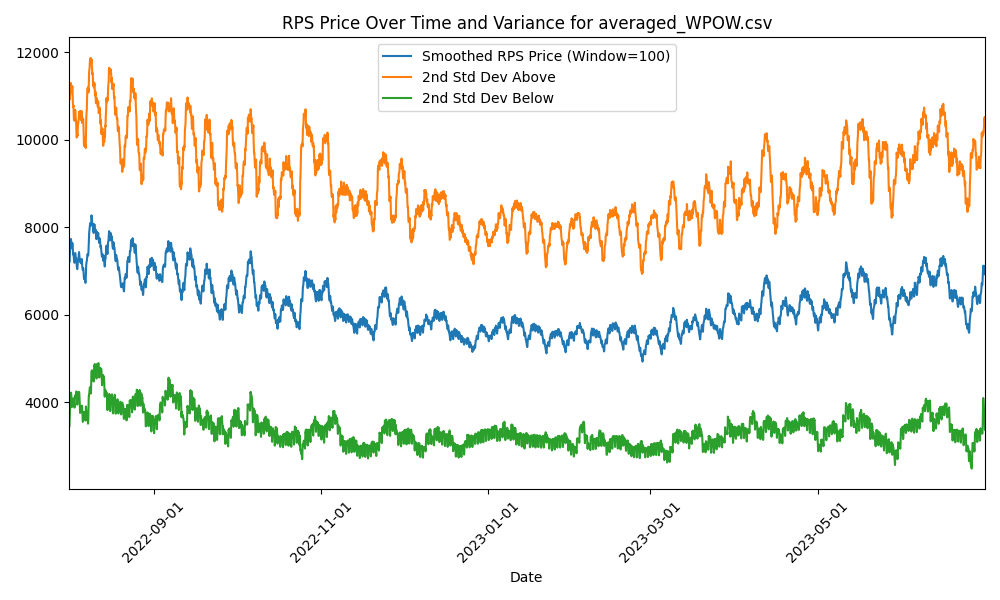 RPS Price Over Time and Variance for averaged_WPOW.csv
Smoothed RPS Price (Window=100)
2nd Std Dev Above
2nd Std Dev Below
12000
10000
8000
6000
4000
2022-09-01
2022-11-01
2023-01-01
2023-03-01
2023-05-01
Date